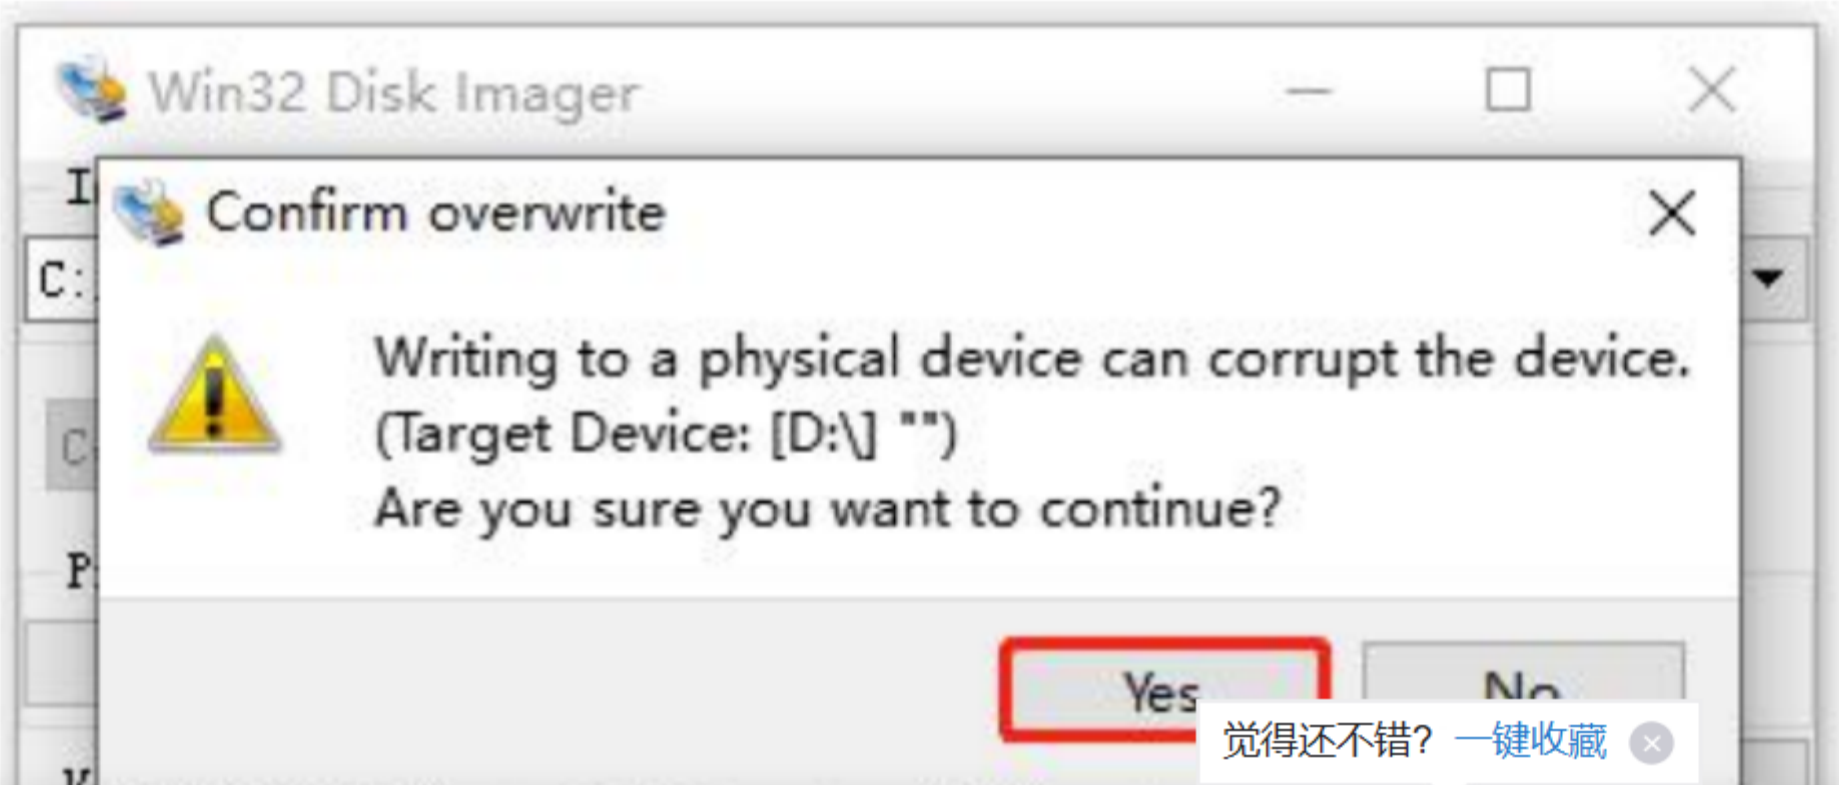 Win32 Disk Imager
Confirm overwrite
C:
Writing to a physical device can corrupt the device.
(Target Device: [D:\] "")
Are you sure you want to continue?
Yes
No
觉得还不错? 一键收藏